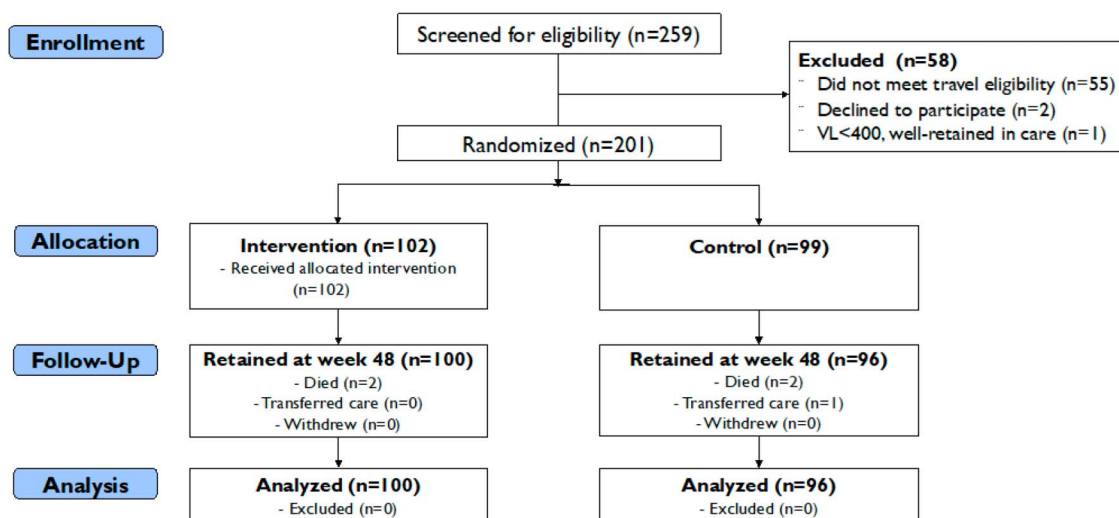 Enrollment
Screened for eligibility (n=259)
Excluded (n=58)
¨ Did not meet travel eligibility (n=55)
¨ Declined to participate (n=2)
¨ VL<400, well-retained in care (n=1)
Randomized (n=201)
Allocation
Intervention (n=102)
- Received allocated intervention
(n=102)
Control (n=99)
Follow-Up
Retained at week 48 (n=100)
- Died (n=2)
- Transferred care (n=0)
- Withdrew (n=0)
Retained at week 48 (n=96)
- Died (n=2)
- Transferred care (n=1)
- Withdrew (n=0)
Analysis
Analyzed (n=100)
- Excluded (n=0)
Analyzed (n=96)
- Excluded (n=0)